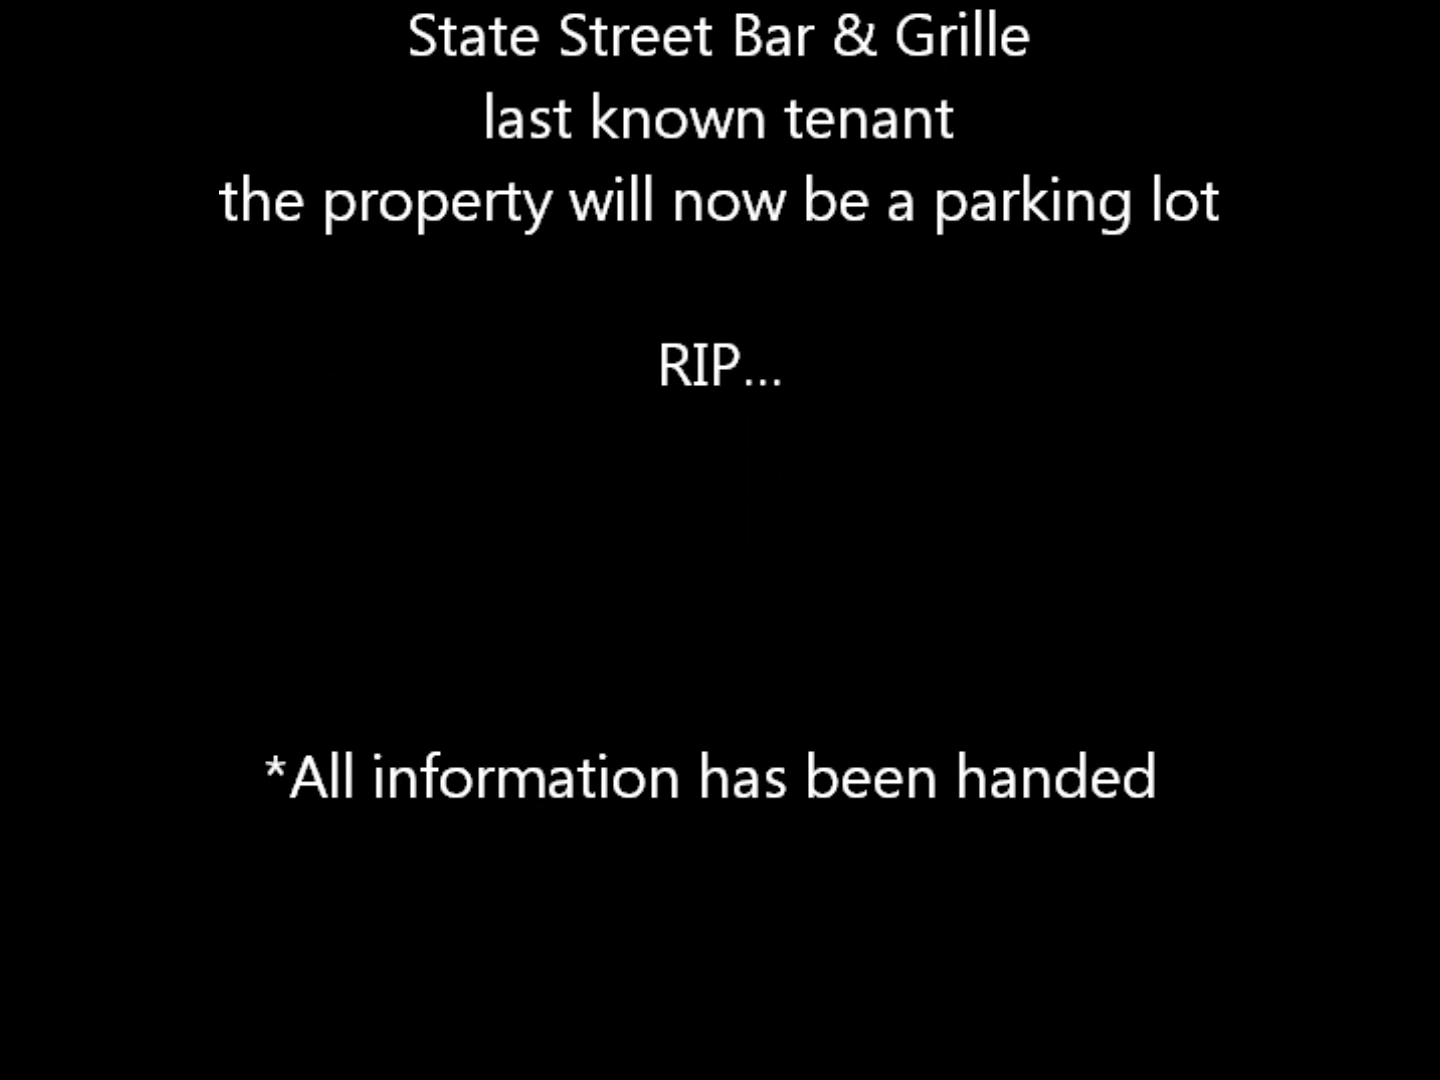 State Street Bar & Grille
last known tenant
the property will now be a parking lot
RIP...
*All information has been handed